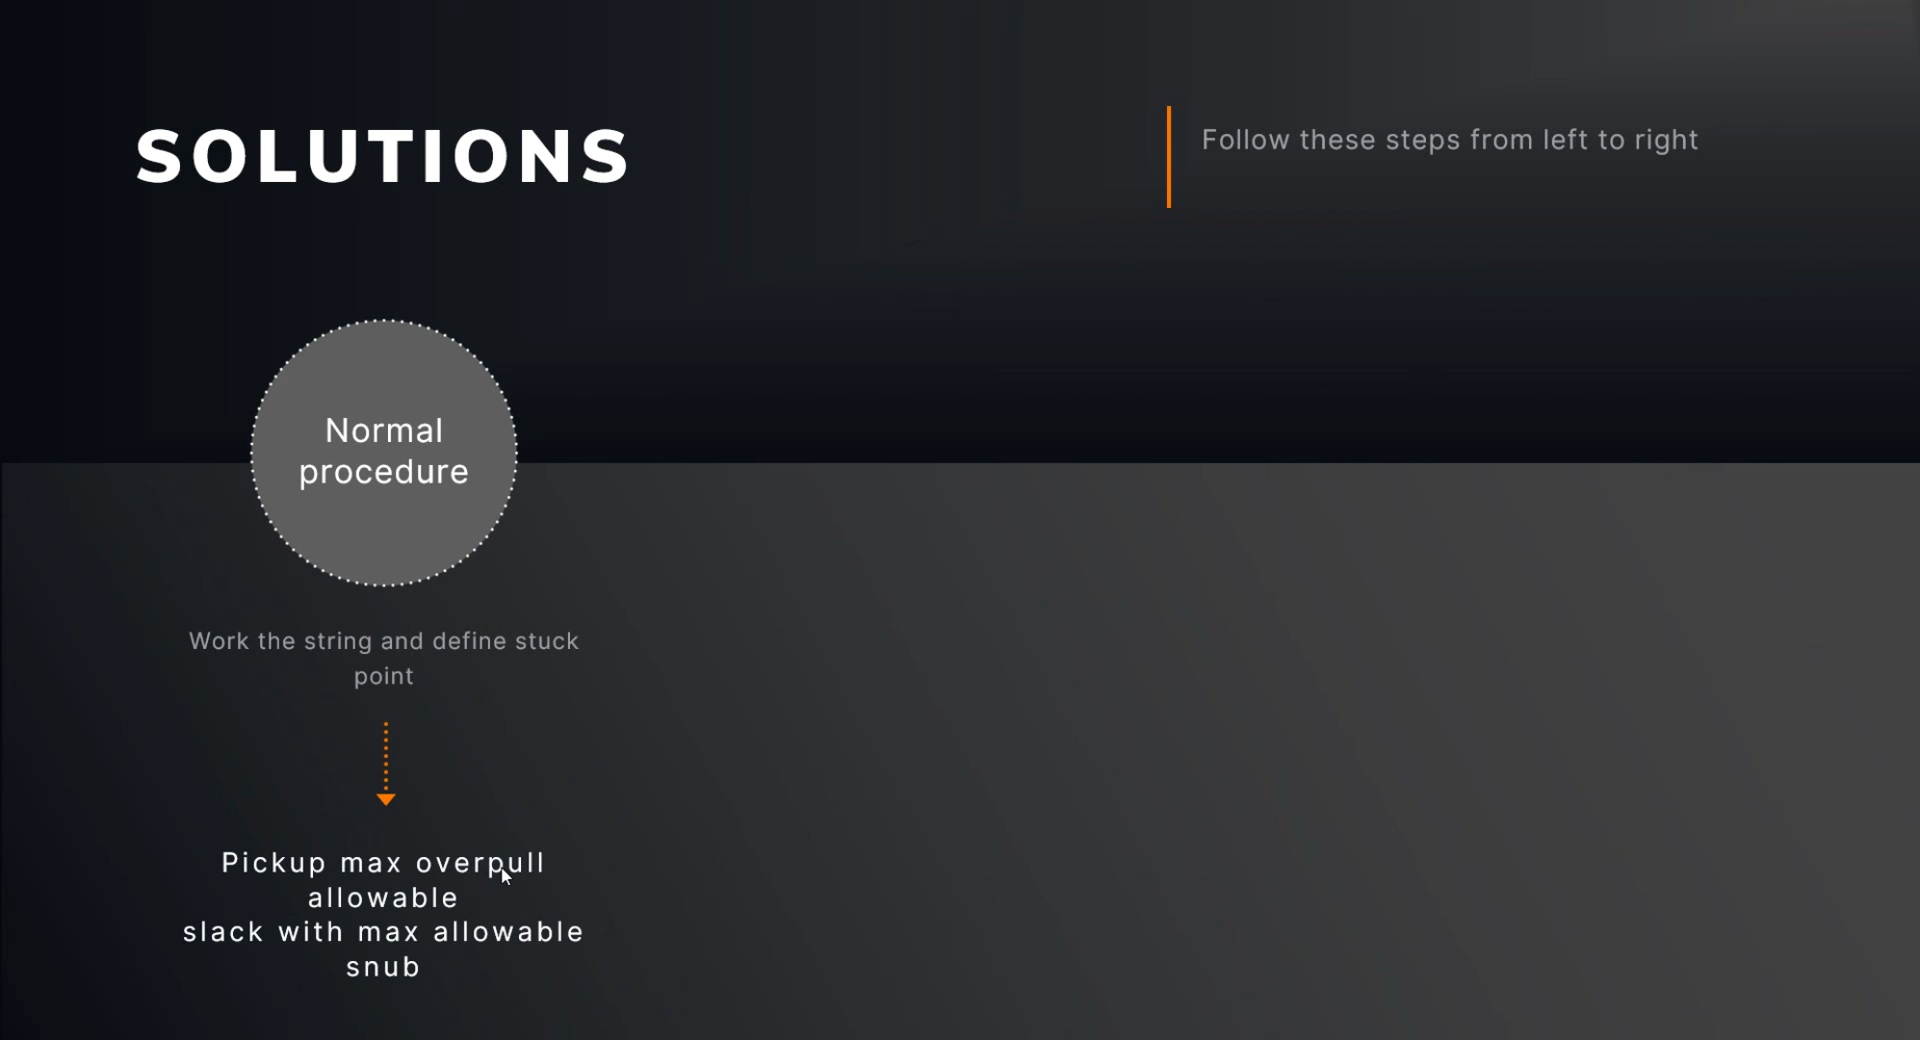 SOLUTIONS
Follow these steps from left to right
Normal
procedure
Work the string and define stuck
point
Pickup max overpull
allowable
slack with max allowable
snub